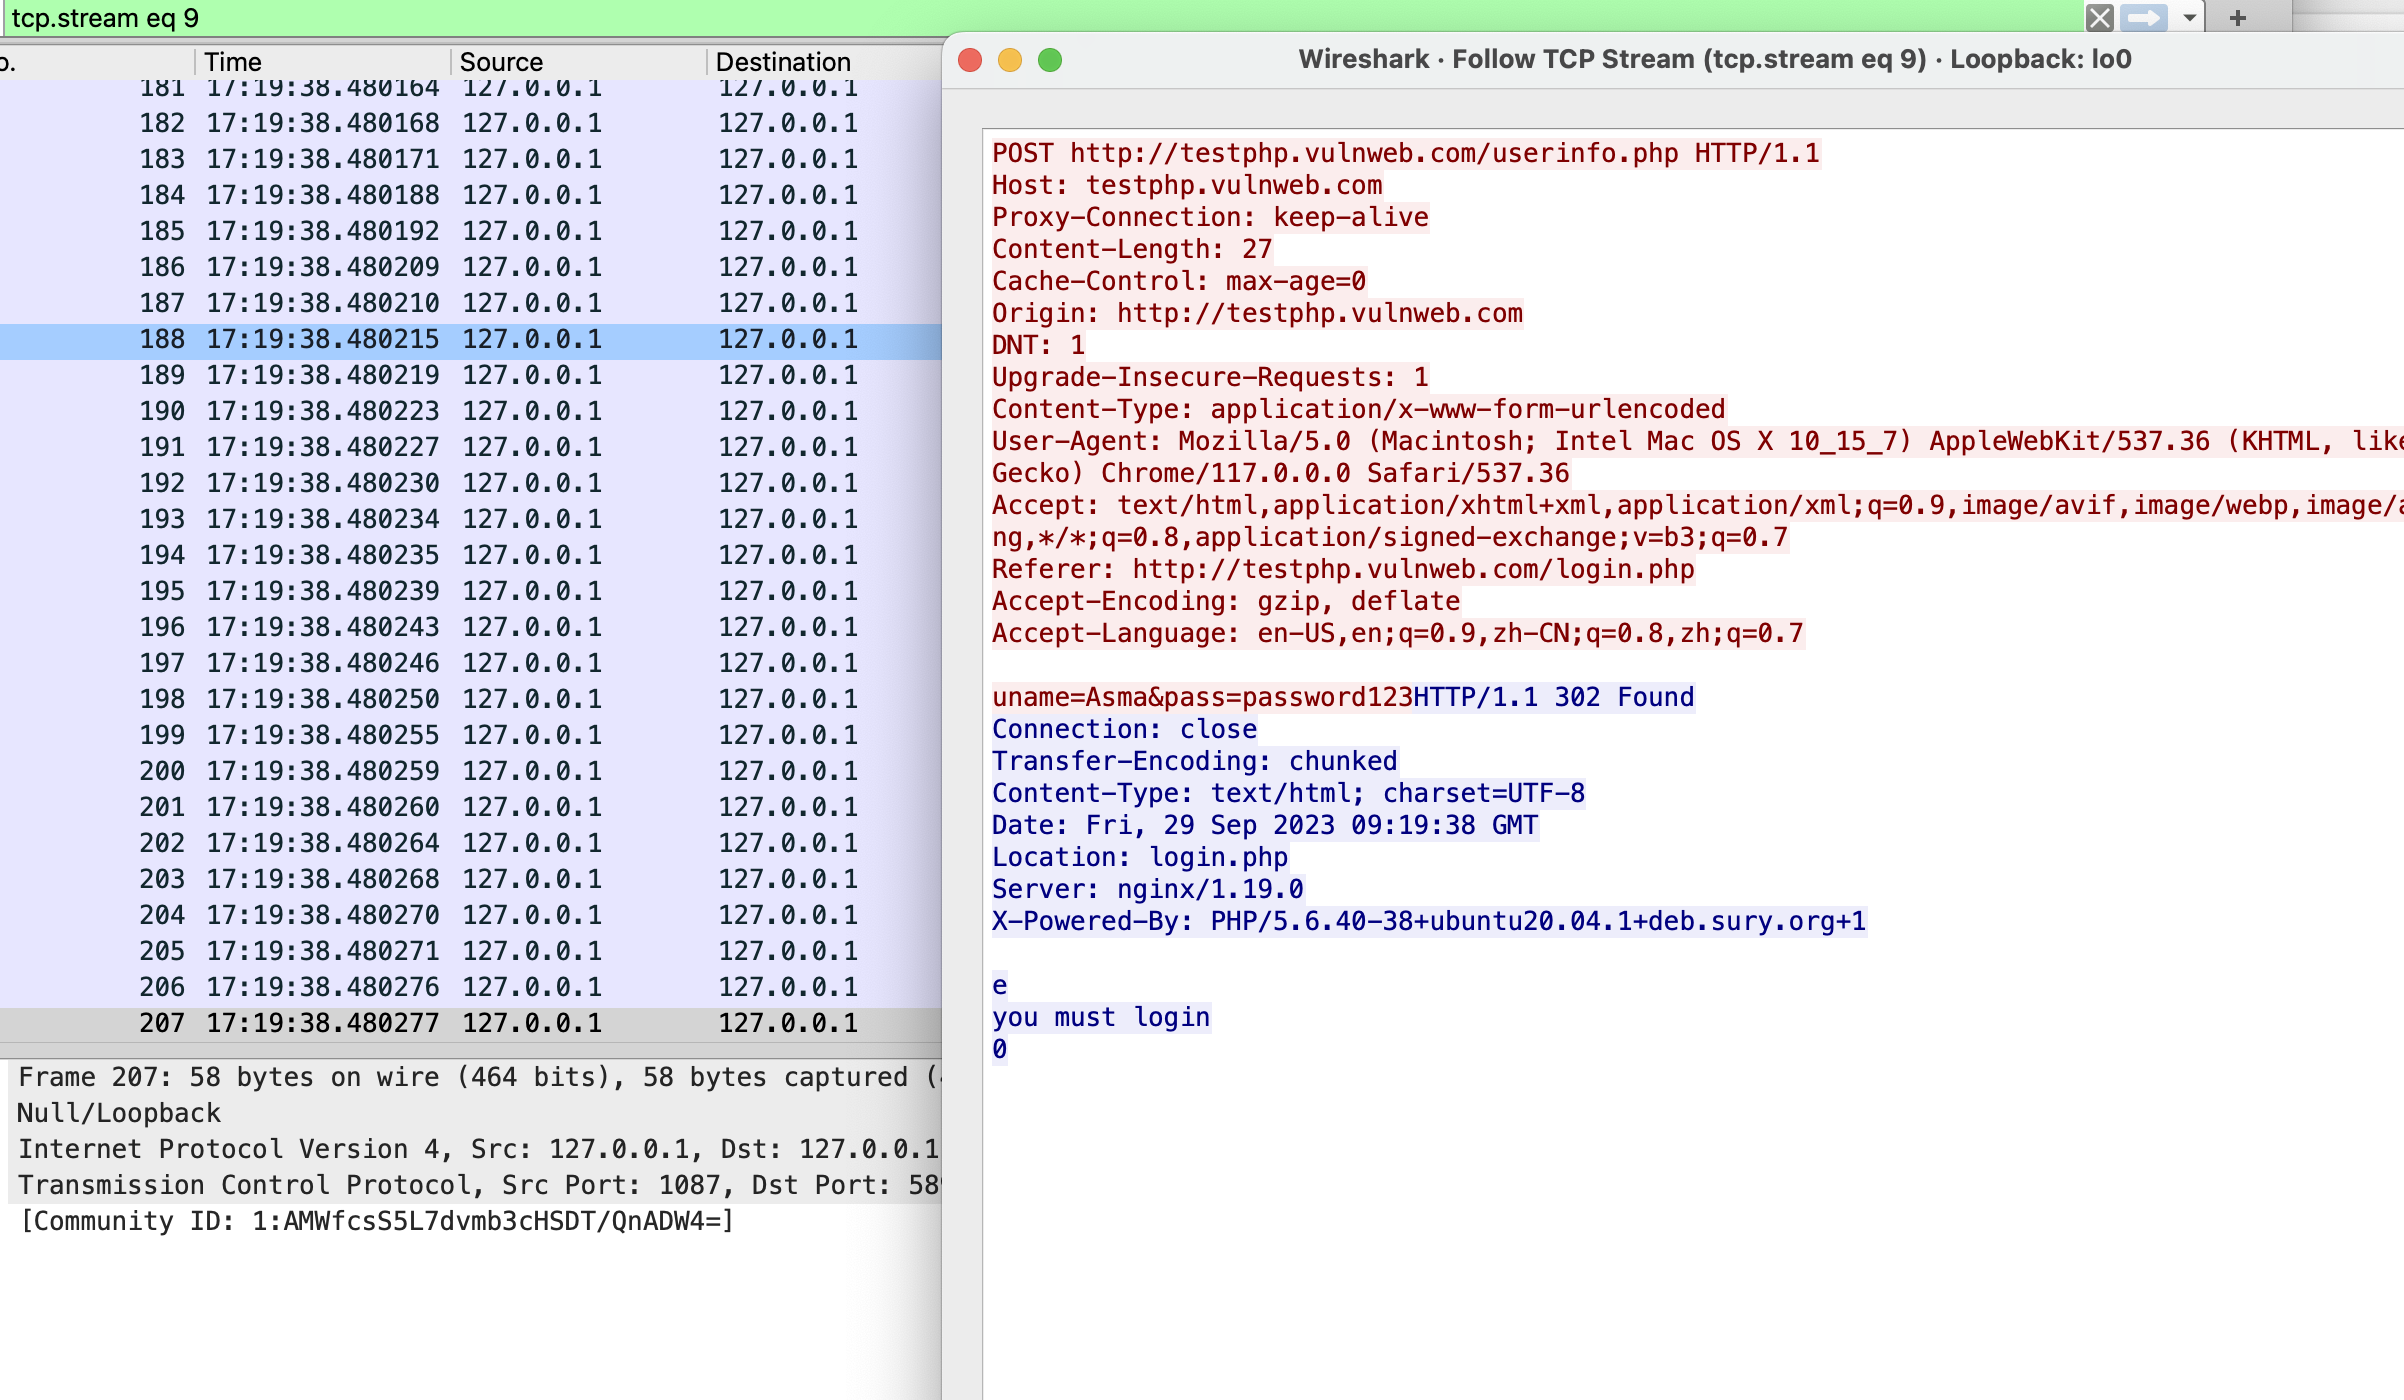 tcp.stream eq 9
+
o. Time Source Destination
181 17:19:38.480164 127.0.0.1 127.0.0.1
182 17:19:38.480168 127.0.0.1 127.0.0.1
183 17:19:38.480171 127.0.0.1 127.0.0.1
184 17:19:38.480188 127.0.0.1 127.0.0.1
185 17:19:38.480192 127.0.0.1 127.0.0.1
186 17:19:38.480209 127.0.0.1 127.0.0.1
187 17:19:38.480210 127.0.0.1 127.0.0.1
188 17:19:38.480215 127.0.0.1 127.0.0.1
189 17:19:38.480219 127.0.0.1 127.0.0.1
190 17:19:38.480223 127.0.0.1 127.0.0.1
191 17:19:38.480227 127.0.0.1 127.0.0.1
192 17:19:38.480230 127.0.0.1 127.0.0.1
193 17:19:38.480234 127.0.0.1 127.0.0.1
194 17:19:38.480235 127.0.0.1 127.0.0.1
195 17:19:38.480239 127.0.0.1 127.0.0.1
196 17:19:38.480243 127.0.0.1 127.0.0.1
197 17:19:38.480246 127.0.0.1 127.0.0.1
198 17:19:38.480250 127.0.0.1 127.0.0.1
199 17:19:38.480255 127.0.0.1 127.0.0.1
200 17:19:38.480259 127.0.0.1 127.0.0.1
201 17:19:38.480260 127.0.0.1 127.0.0.1
202 17:19:38.480264 127.0.0.1 127.0.0.1
203 17:19:38.480268 127.0.0.1 127.0.0.1
204 17:19:38.480270 127.0.0.1 127.0.0.1
205 17:19:38.480271 127.0.0.1 127.0.0.1
206 17:19:38.480276 127.0.0.1 127.0.0.1
207 17:19:38.480277 127.0.0.1 127.0.0.1
Frame 207: 58 bytes on wire (464 bits), 58 bytes captured (
Null/Loopback
Internet Protocol Version 4, Src: 127.0.0.1, Dst: 127.0.0.1
Transmission Control Protocol, Src Port: 1087, Dst Port: 58
[Community ID: 1:AMWfcsS5L7dvmb3cHSDT/QnADW4=]
Wireshark · Follow TCP Stream (tcp.stream eq 9) · Loopback: lo0
POST http://testphp.vulnweb.com/userinfo.php HTTP/1.1
Host: testphp.vulnweb.com
Proxy-Connection: keep-alive
Content-Length: 27
Cache-Control: max-age=0
Origin: http://testphp.vulnweb.com
DNT: 1
Upgrade-Insecure-Requests: 1
Content-Type: application/x-www-form-urlencoded
User-Agent: Mozilla/5.0 (Macintosh; Intel Mac OS X 10_15_7) AppleWebKit/537.36 (KHTML, like
Gecko) Chrome/117.0.0.0 Safari/537.36
Accept: text/html,application/xhtml+xml,application/xml;q=0.9,image/avif,image/webp,image/a
ng,*/*;q=0.8,application/signed-exchange;v=b3;q=0.7
Referer: http://testphp.vulnweb.com/login.php
Accept-Encoding: gzip, deflate
Accept-Language: en-US,en;q=0.9,zh-CN;q=0.8,zh;q=0.7
uname=Asma&pass=password123HTTP/1.1 302 Found
Connection: close
Transfer-Encoding: chunked
Content-Type: text/html; charset=UTF-8
Date: Fri, 29 Sep 2023 09:19:38 GMT
Location: login.php
Server: nginx/1.19.0
X-Powered-By: PHP/5.6.40-38+ubuntu20.04.1+deb.sury.org+1
e
you must login
0